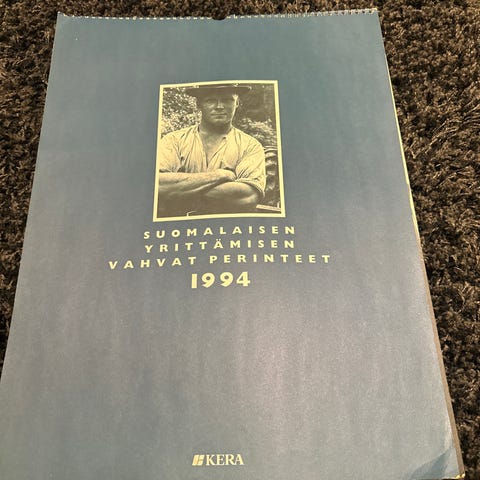 SUOMALAISEN
YRITTÄMISEN
VAHVAT PERINTEET
1994
KERA